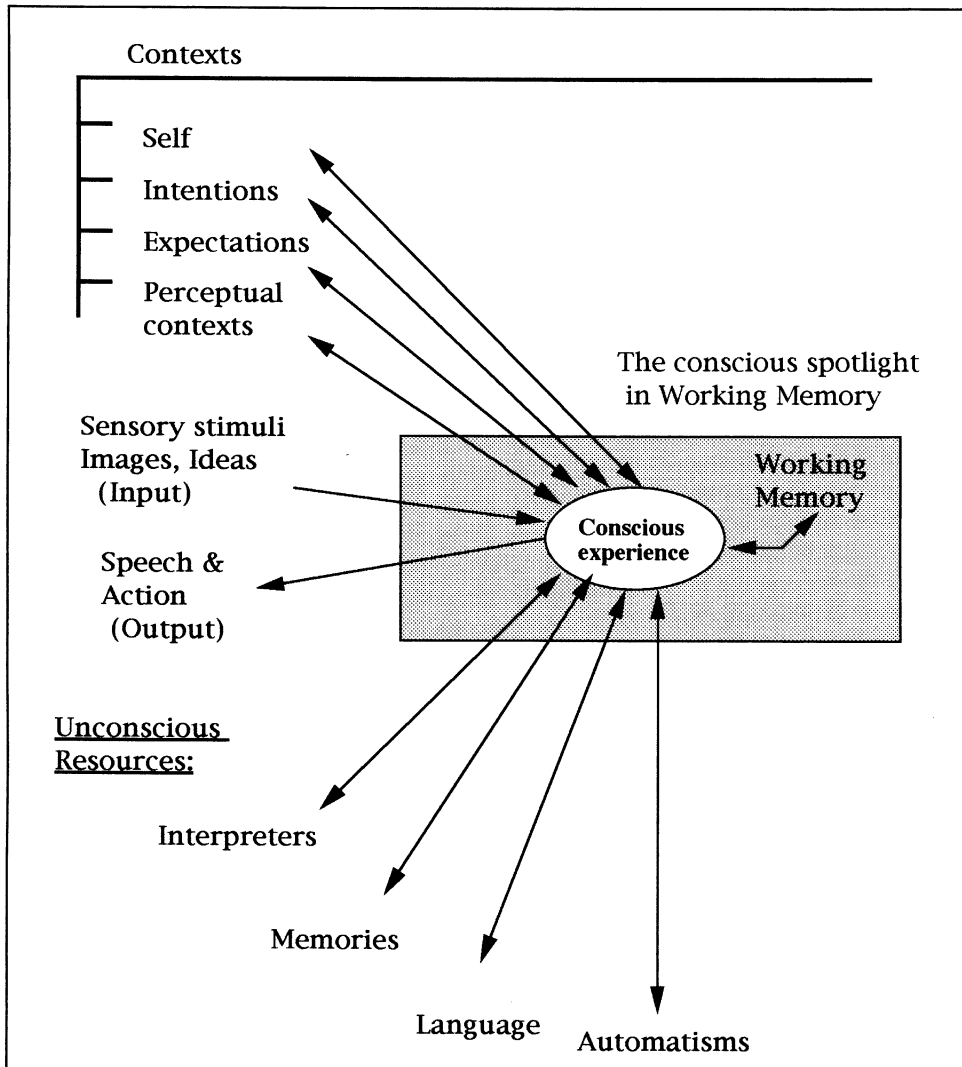 Contexts
Self
Intentions
Expectations
Perceptual
contexts
The conscious spotlight
in Working Memory
Sensory stimuli
Images, Ideas
(Input)
Working
Memory
Conscious
experience
Speech &
Action
(Output)
Unconscious
Resources:
Interpreters
Memories
Language
Automatisms